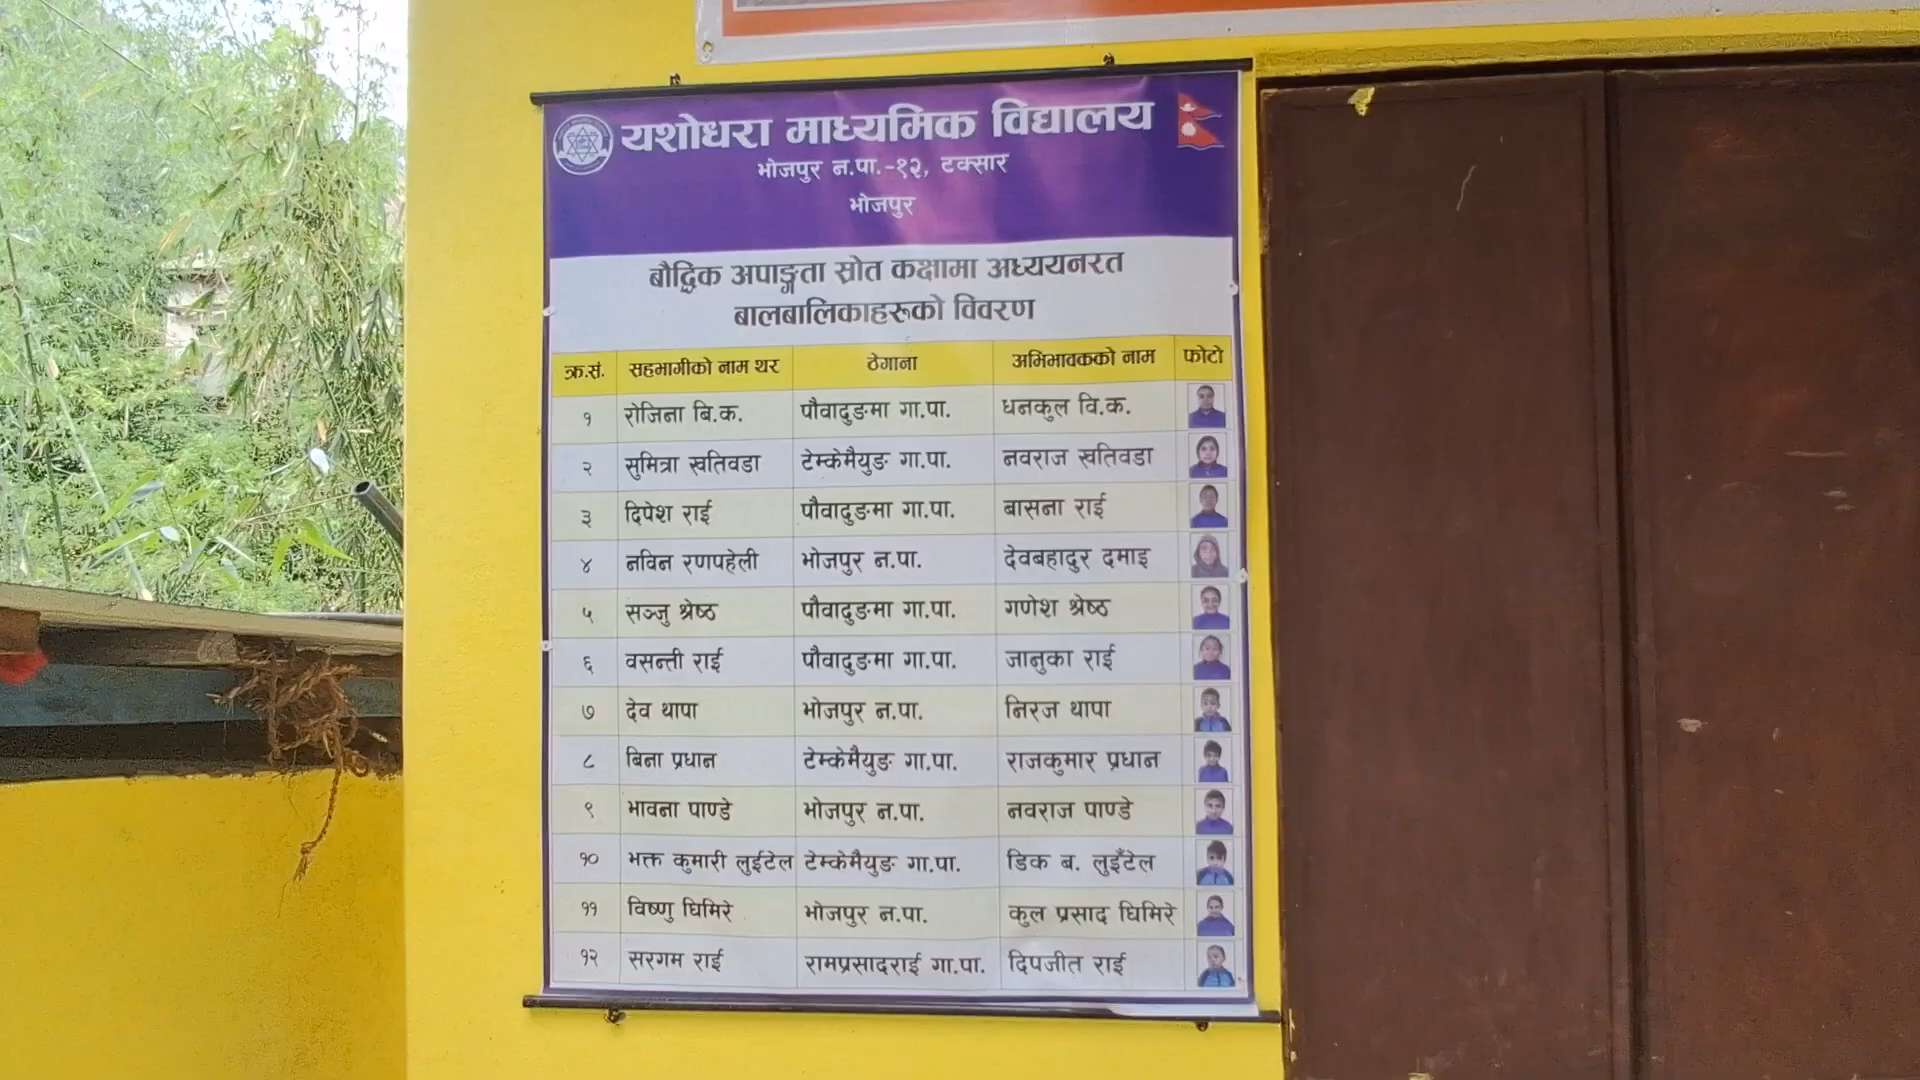 यशोधरा माध्यमिक विद्यालय
भोजपुर न.पा.-१२, टक्सार
भोजपुर
बौद्धिक अपाङ्गता स्रोत कक्षामा अध्ययनरत
बालबालिकाहरूको विवरण
क्र.सं. सहभागीको नाम थर ठेगाना अभिभावकको नाम फोटो
१ रोजिना बि.क. पौवादुङमा गा.पा. धनकुल वि.क.
२ सुमित्रा खतिवडा टेम्केमैयुङ गा.पा. नवराज खतिवडा
३ दिपेश राई पौवादुङमा गा.पा. बासना राई
४ नविन रणपहेली भोजपुर न.पा. देवबहादुर दमाइ
५ सञ्जु श्रेष्ठ पौवादुङमा गा.पा. गणेश श्रेष्ठ
६ वसन्ती राई पौवादुङमा गा.पा. जानुका राई
७ देव थापा भोजपुर न.पा. निरज थापा
८ बिना प्रधान टेम्केमैयुङ गा.पा. राजकुमार प्रधान
९ भावना पाण्डे भोजपुर न.पा. नवराज पाण्डे
१० भक्त कुमारी लुईटेल टेम्केमैयुङ गा.पा. डिक ब. लुइँटेल
११ विष्णु घिमिरे भोजपुर न.पा. कुल प्रसाद घिमिरे
१२ सरगम राई रामप्रसादराई गा.पा. दिपजीत राई